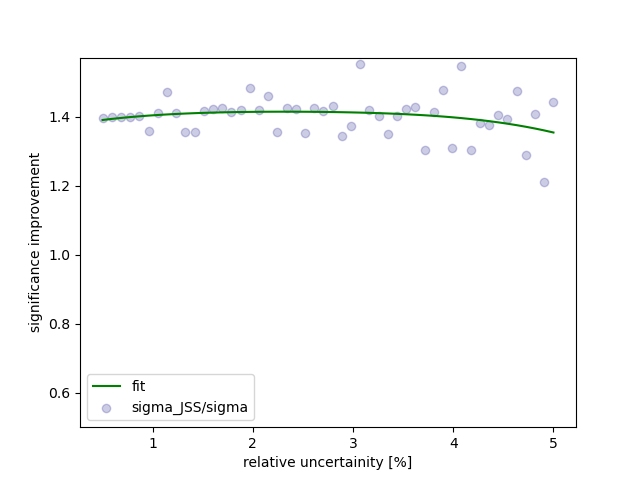 significance improvement
1.4
1.2
1.0
0.8
0.6
fit
sigma_JSS/sigma
1
2
3
4
5
relative uncertainity [%]